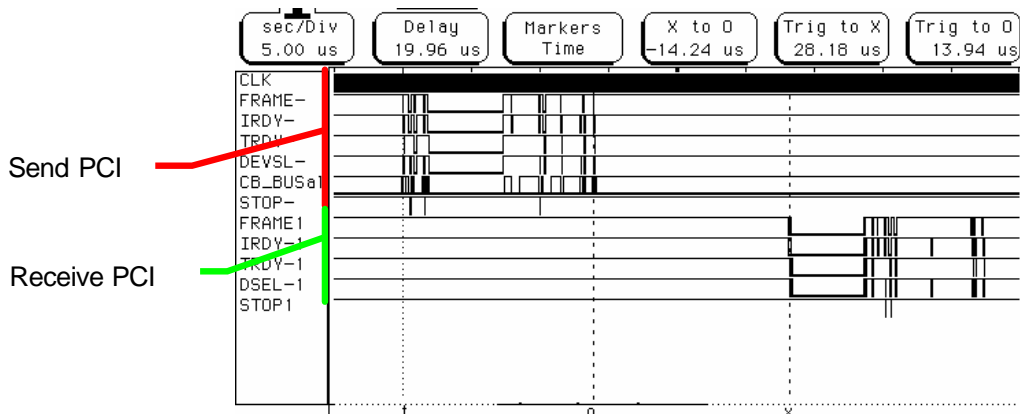 sec/Div Delay Markers X to O Trig to X Trig to O
5.00 us 19.96 us Time -14.24 us 28.18 us 13.94 us
CLK
FRAME-
IRDY-
TRDY-
DEVSL-
CB_BUSa
STOP-
FRAME1
IRDY-1
TRDY-1
DSEL-1
STOP1
Send PCI
Receive PCI
t O X